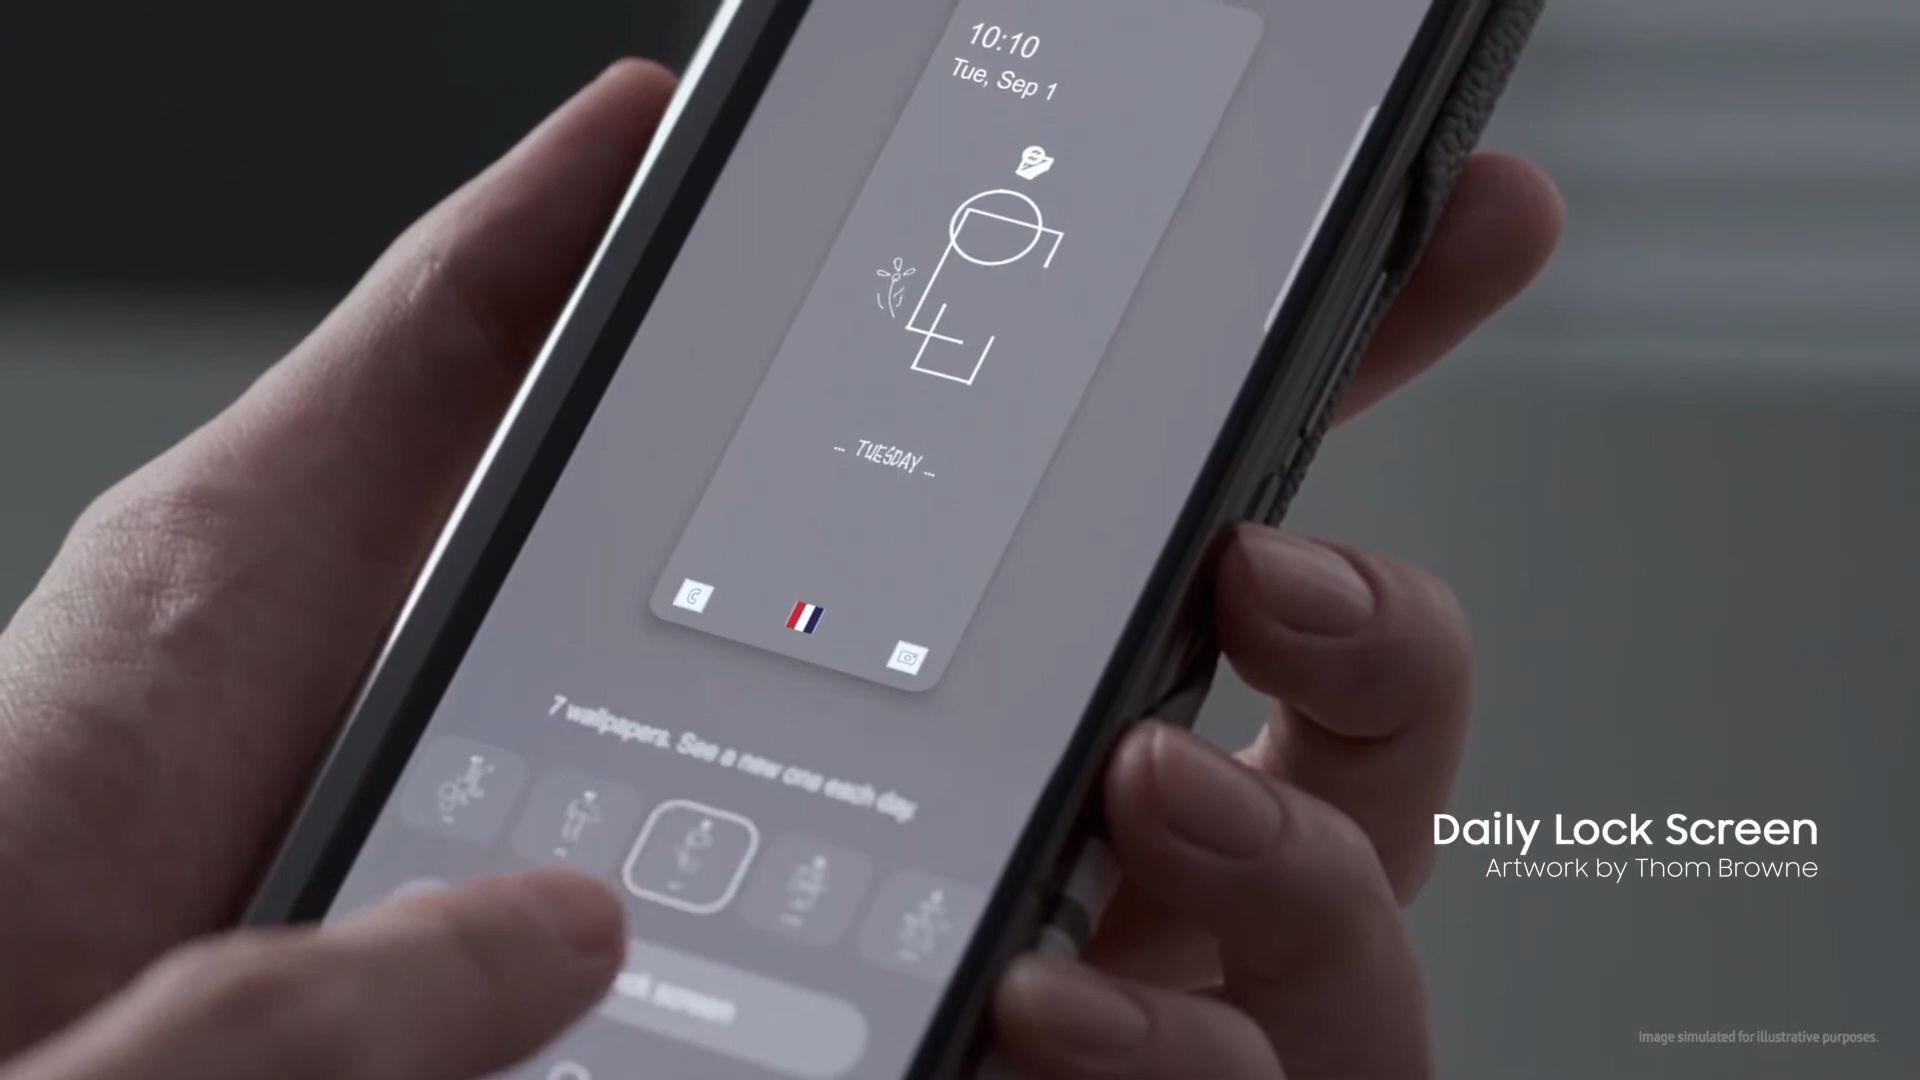 10:10
Tue, Sep 1
... TUESDAY ...
7 wallpapers. See a new one each day.
screen
Daily Lock Screen
Artwork by Thom Browne
Image simulated for illustrative purposes.